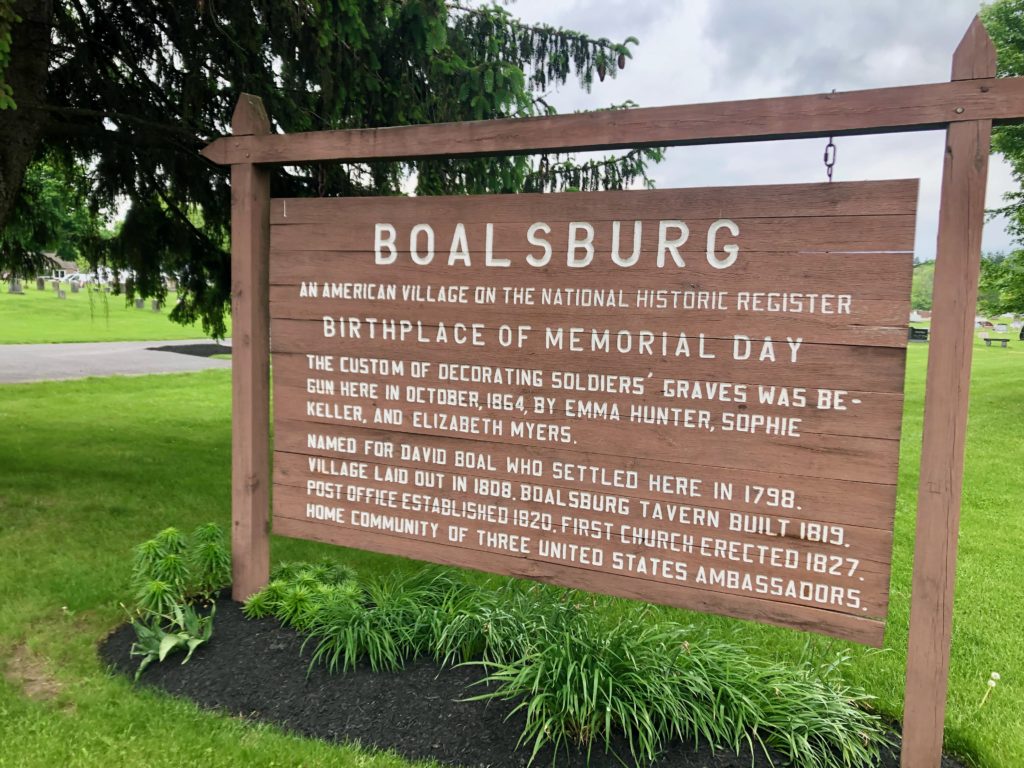 BOALSBURG
AN AMERICAN VILLAGE ON THE NATIONAL HISTORIC REGISTER
BIRTHPLACE OF MEMORIAL DAY
THE CUSTOM OF DECORATING SOLDIERS' GRAVES WAS BE-
GUN HERE IN OCTOBER, 1864, BY EMMA HUNTER, SOPHIE
KELLER, AND ELIZABETH MYERS.
NAMED FOR DAVID BOAL WHO SETTLED HERE IN 1798.
VILLAGE LAID OUT IN 1808. BOALSBURG TAVERN BUILT 1819.
POST OFFICE ESTABLISHED 1820. FIRST CHURCH ERECTED 1827.
HOME COMMUNITY OF THREE UNITED STATES AMBASSADORS.